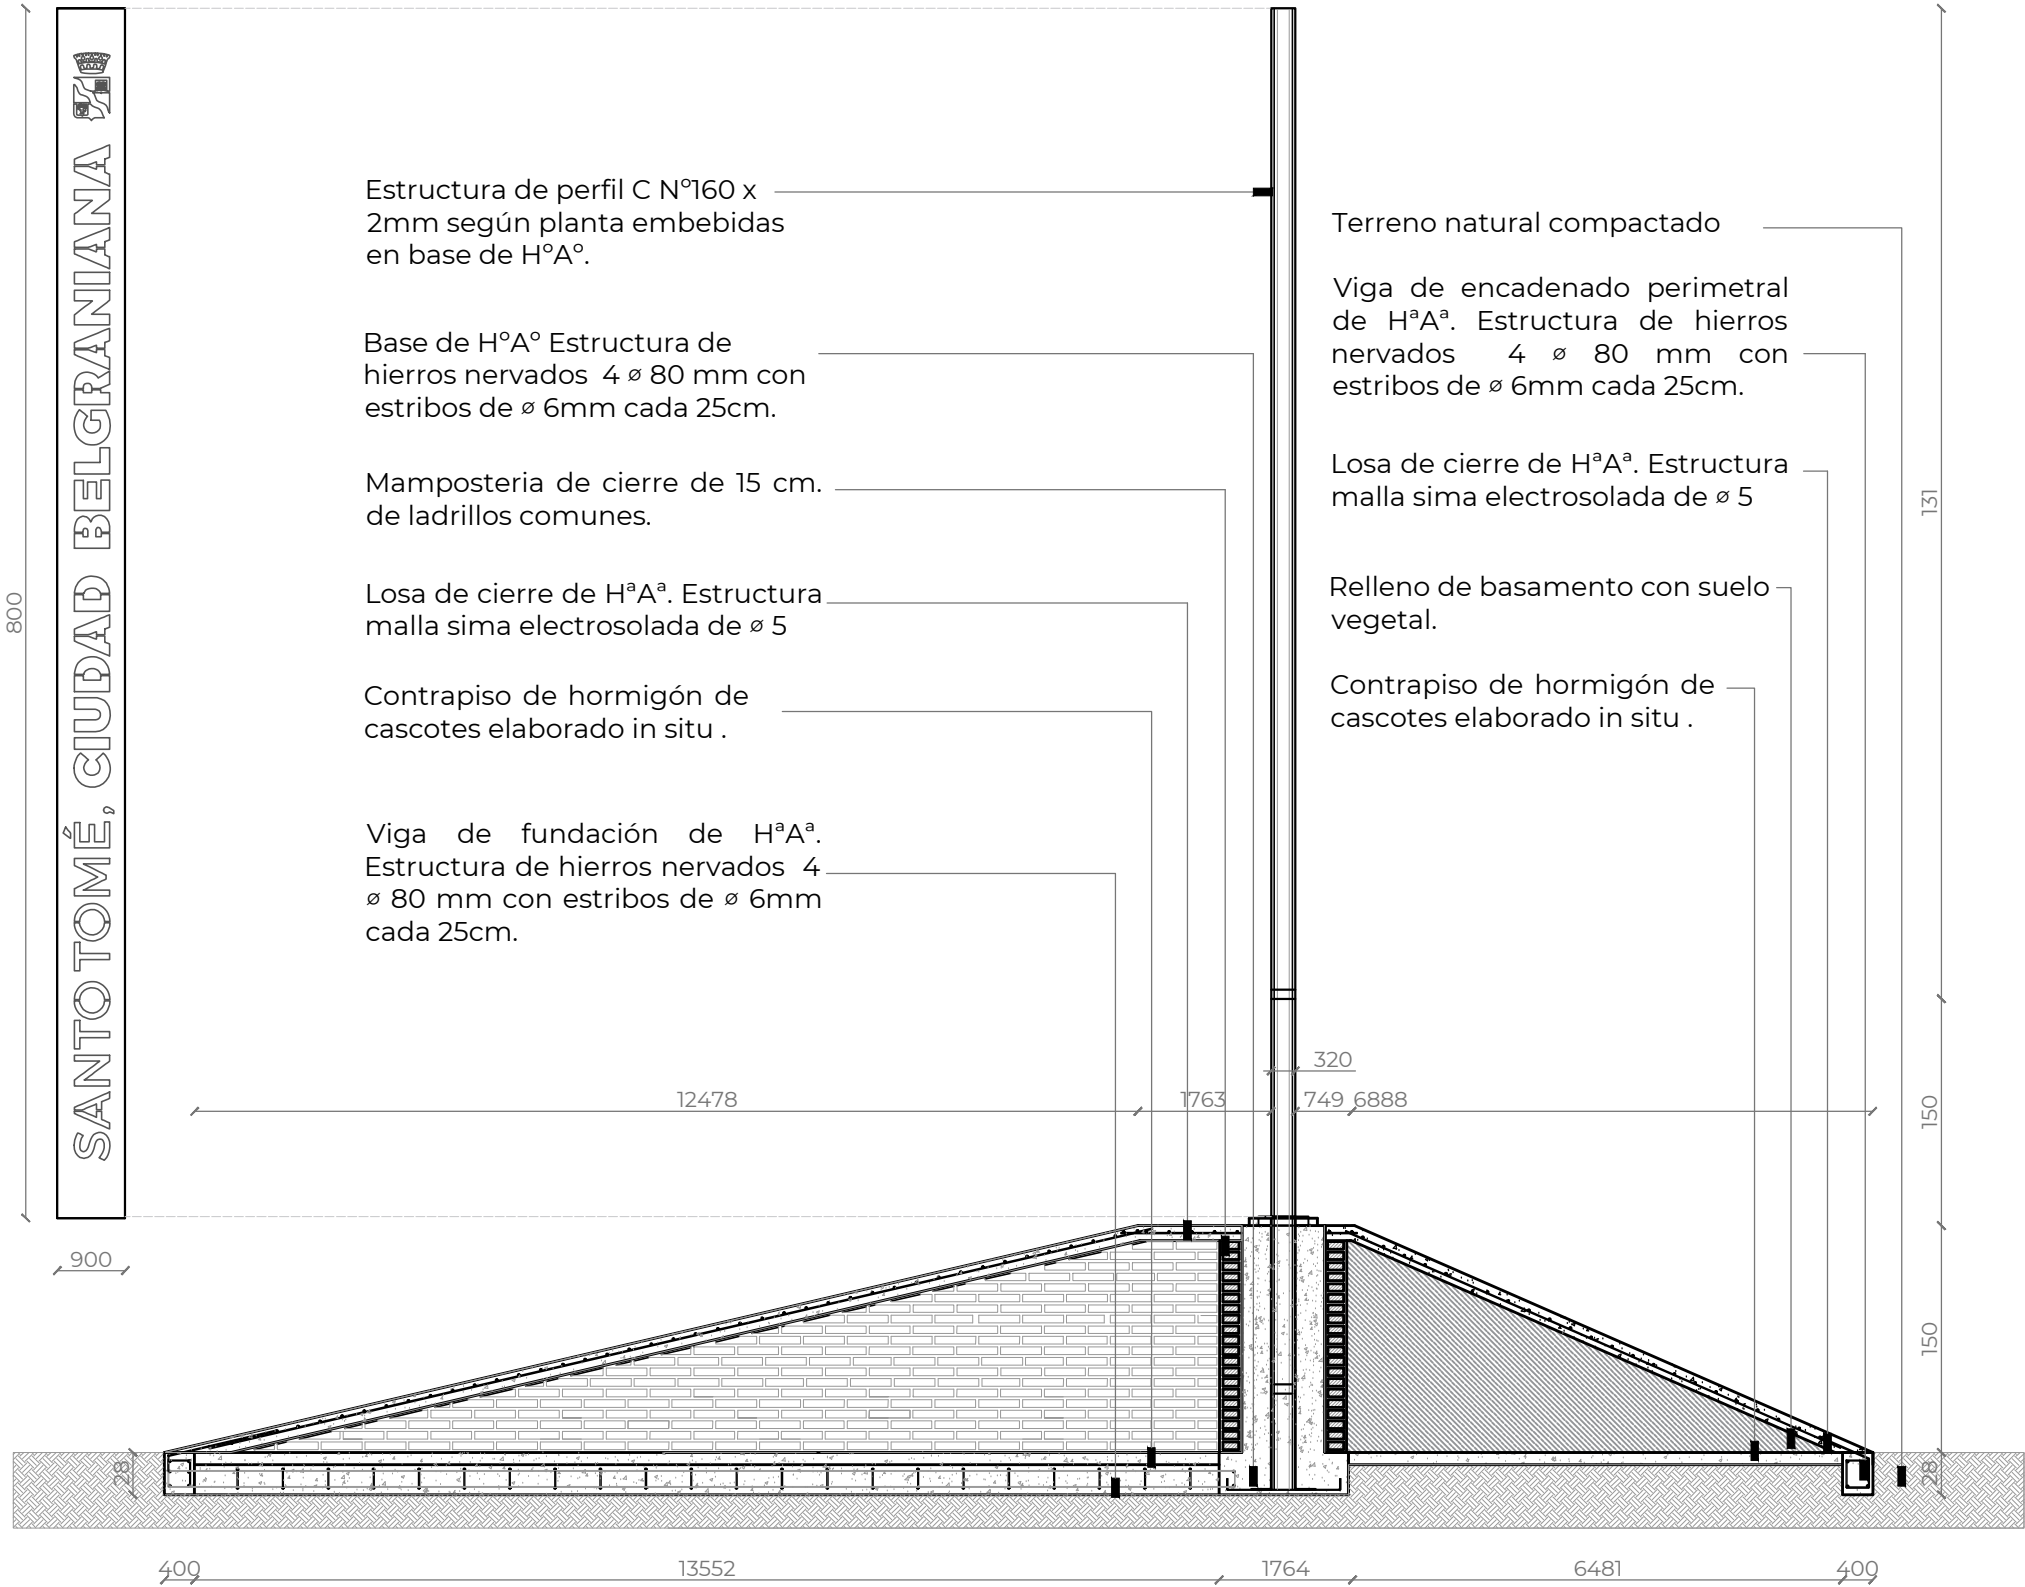 SANTO TOMÉ, CIUDAD BELGRANIANA
800
900
Estructura de perfil C Nº160 x
2mm según planta embebidas
en base de HºAº.
Base de HºAº Estructura de
hierros nervados 4 ⌀ 80 mm con
estribos de ⌀ 6mm cada 25cm.
Mamposteria de cierre de 15 cm.
de ladrillos comunes.
Losa de cierre de HªAª. Estructura
malla sima electrosolada de ⌀ 5
Contrapiso de hormigón de
cascotes elaborado in situ .
Viga de fundación de HªAª.
Estructura de hierros nervados 4
⌀ 80 mm con estribos de ⌀ 6mm
cada 25cm.
Terreno natural compactado
Viga de encadenado perimetral
de HªAª. Estructura de hierros
nervados 4 ⌀ 80 mm con
estribos de ⌀ 6mm cada 25cm.
Losa de cierre de HªAª. Estructura
malla sima electrosolada de ⌀ 5
Relleno de basamento con suelo
vegetal.
Contrapiso de hormigón de
cascotes elaborado in situ .
131
150
150
28
320
12478 1763 749 6888
28
400 13552 1764 6481 400